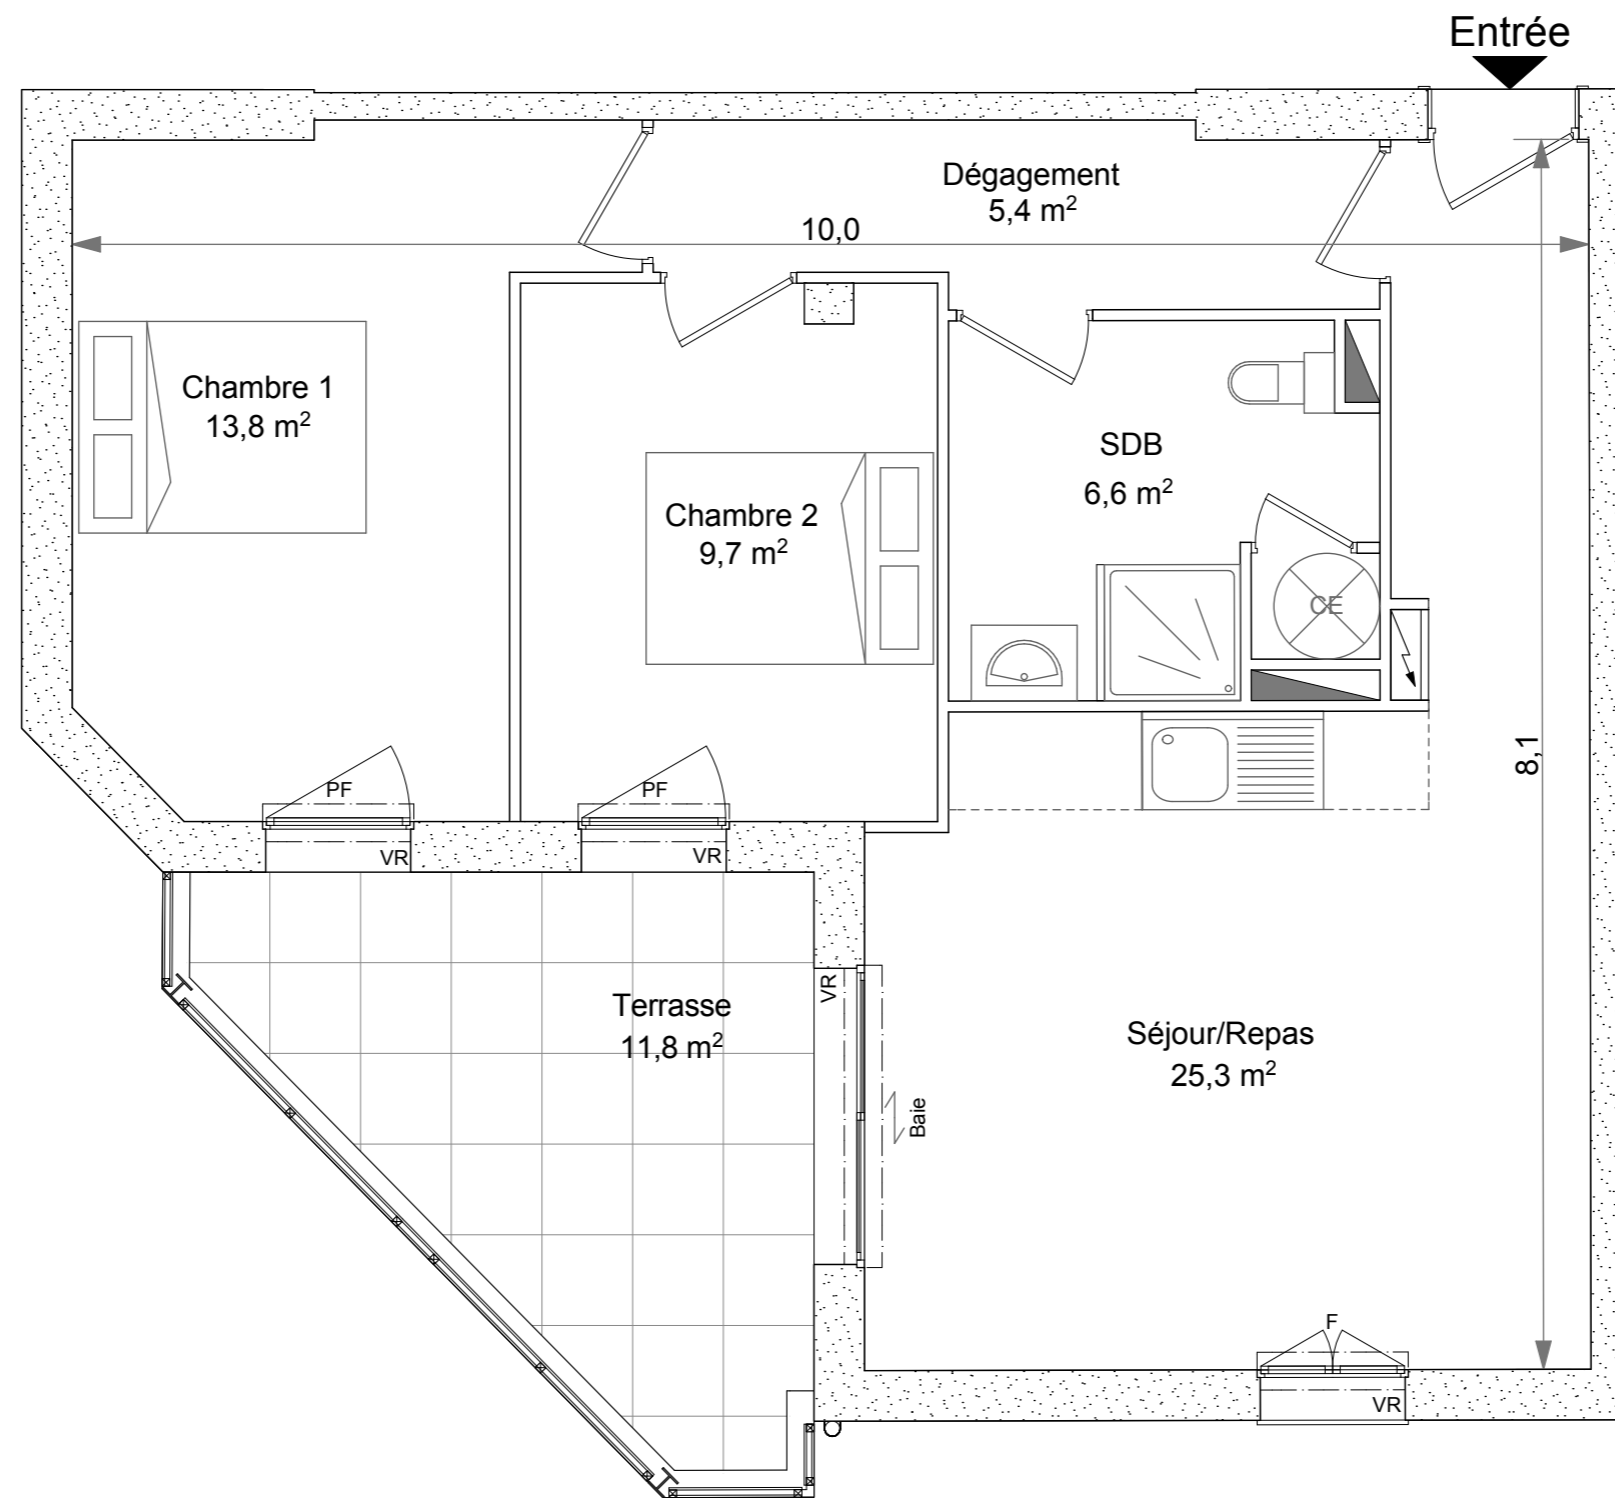 Entrée
Dégagement
5,4 m²
10,0
Chambre 1
13,8 m²
SDB
6,6 m²
Chambre 2
9,7 m²
CE
8,1
PF
PF
VR
VR
VR
Terrasse
11,8 m²
Séjour/Repas
25,3 m²
Baie
F
VR